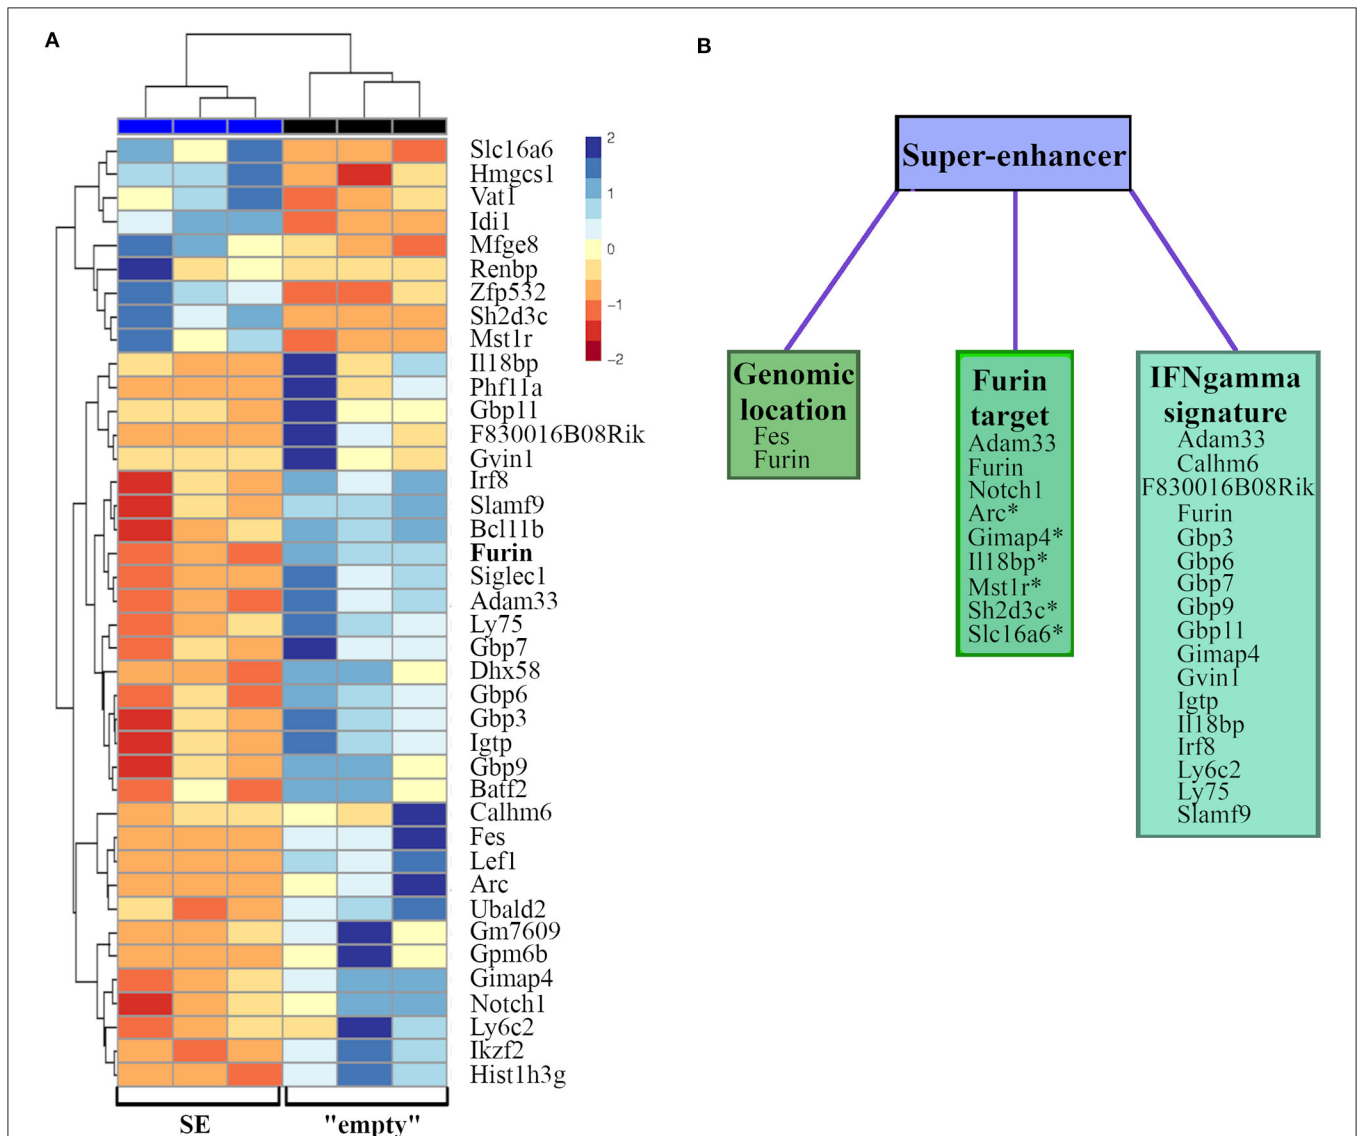 A
Slc16a6
Hmgcs1
Vat1
Idi1
Mfge8
Renbp
Zfp532
Sh2d3c
Mst1r
Il18bp
Phf11a
Gbp11
F830016B08Rik
Gvin1
Irf8
Slamf9
Bcl11b
Furin
Siglec1
Adam33
Ly75
Gbp7
Dhx58
Gbp6
Gbp3
Igtp
Gbp9
Batf2
Calhm6
Fes
Lef1
Arc
Ubald2
Gm7609
Gpm6b
Gimap4
Notch1
Ly6c2
Ikzf2
Hist1h3g
2
1
0
−1
−2
SE
"empty"
B
Super-enhancer
Genomic
location
Fes
Furin
Furin
target
Adam33
Furin
Notch1
Arc*
Gimap4*
Il18bp*
Mst1r*
Sh2d3c*
Slc16a6*
IFNgamma
signature
Adam33
Calhm6
F830016B08Rik
Furin
Gbp3
Gbp6
Gbp7
Gbp9
Gbp11
Gimap4
Gvin1
Igtp
Il18bp
Irf8
Ly6c2
Ly75
Slamf9